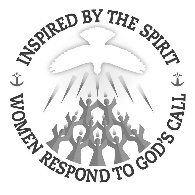 INSPIRED BY THE SPIRIT
WOMEN RESPOND TO GOD'S CALL